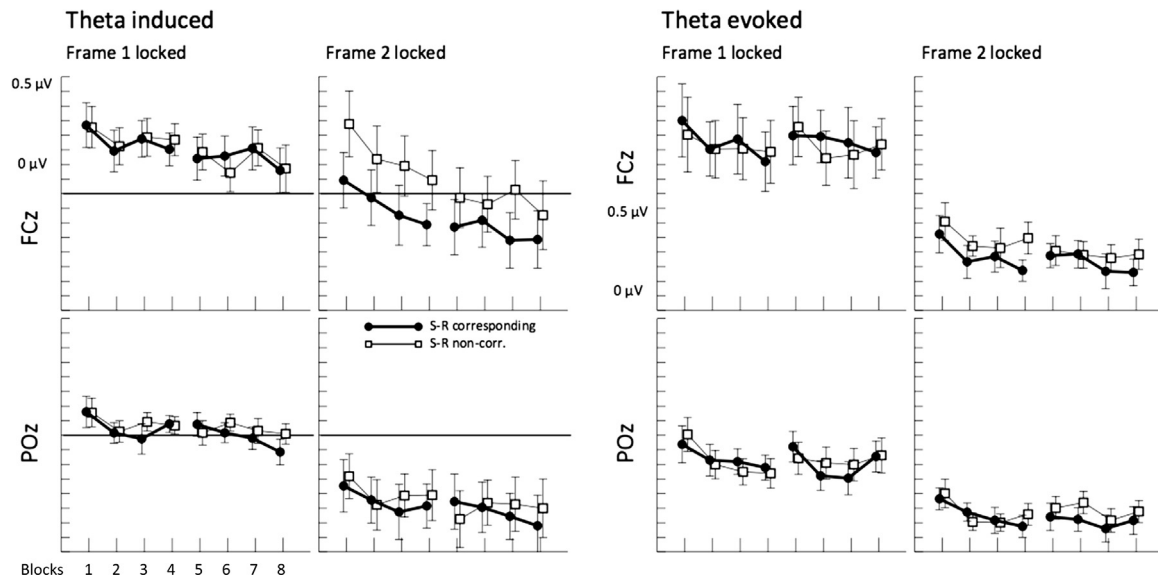 Theta induced
Theta evoked
Frame 1 locked
Frame 2 locked
Frame 1 locked
Frame 2 locked
0.5 μV
0 μV
FCz
FCz
0.5 μV
0 μV
S-R corresponding
S-R non-corr.
POz
POz
Blocks 1 2 3 4 5 6 7 8